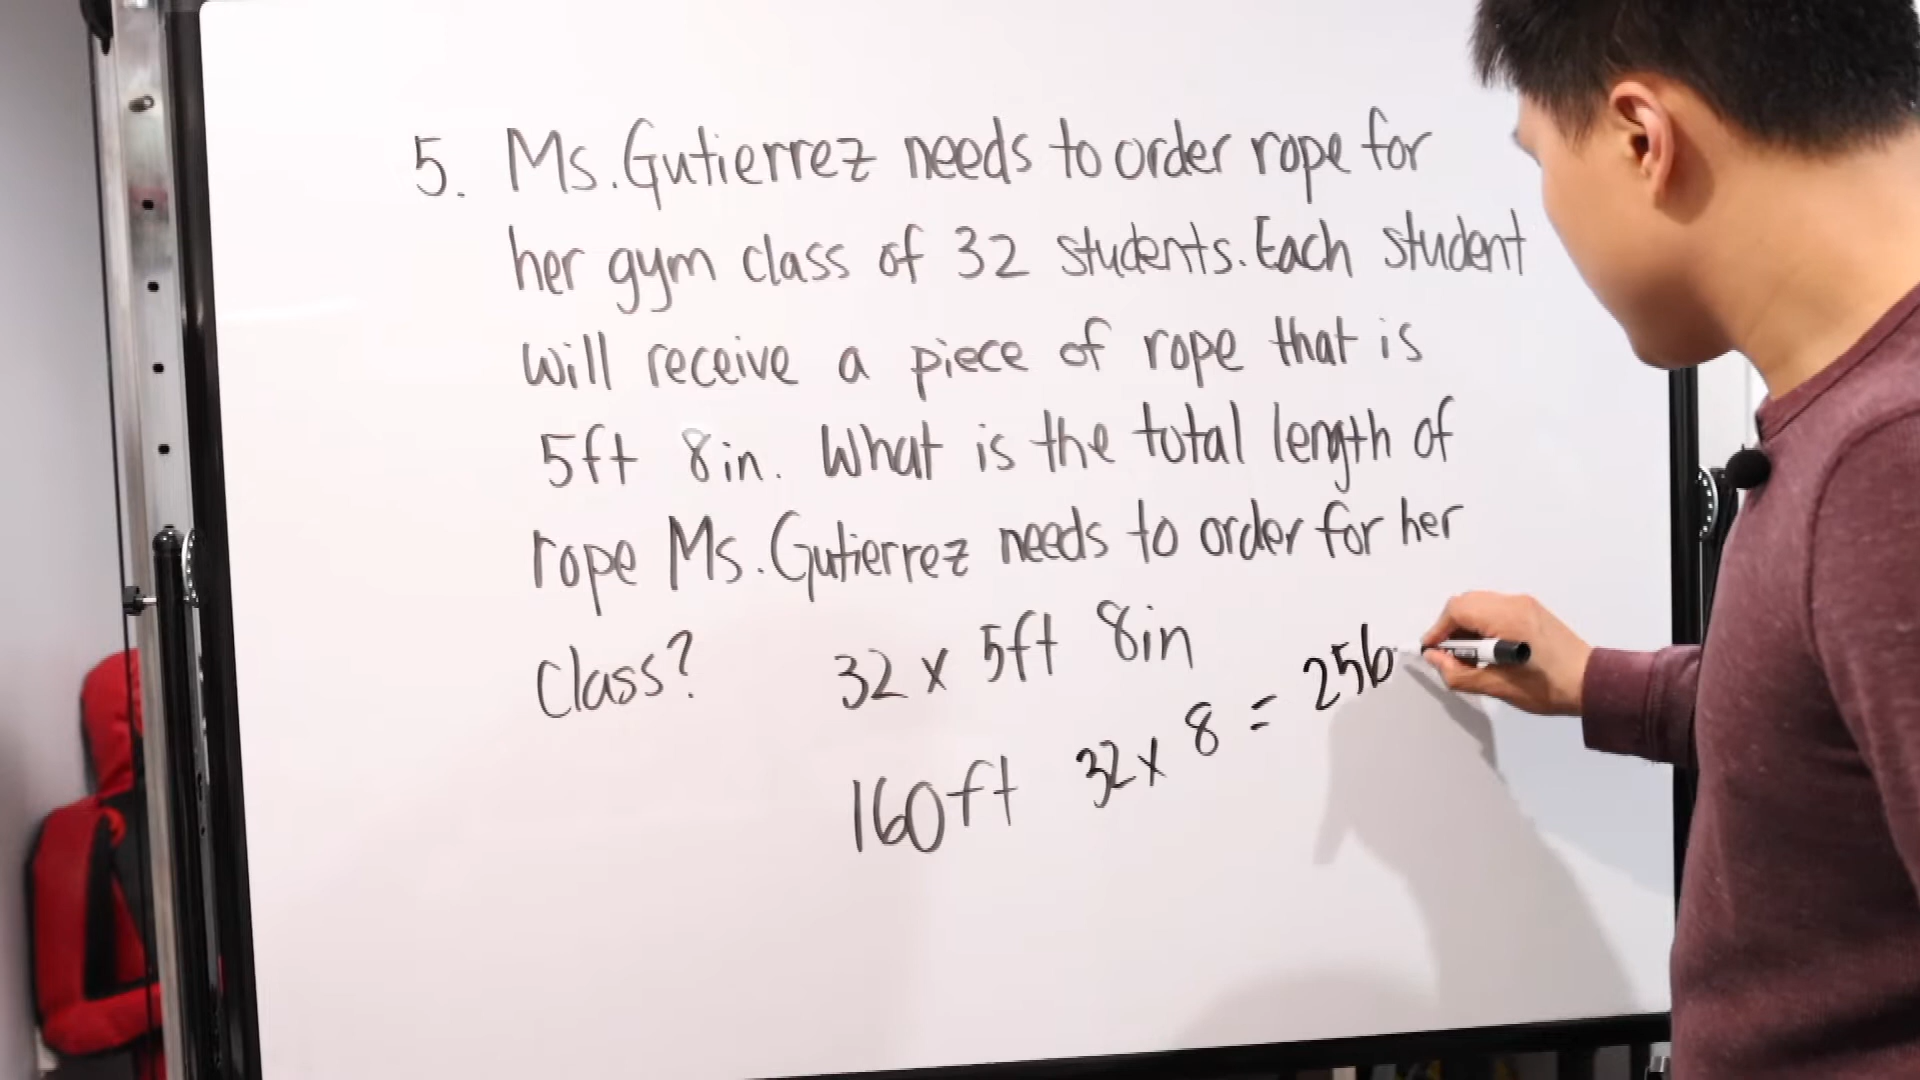 5. Ms. Gutierrez needs to order rope for
her gym class of 32 students. Each student
will receive a piece of rope that is
5ft 8in. What is the total length of
rope Ms. Gutierrez needs to order for her
class? 32 x 5ft 8in
160ft 32 x 8 = 256